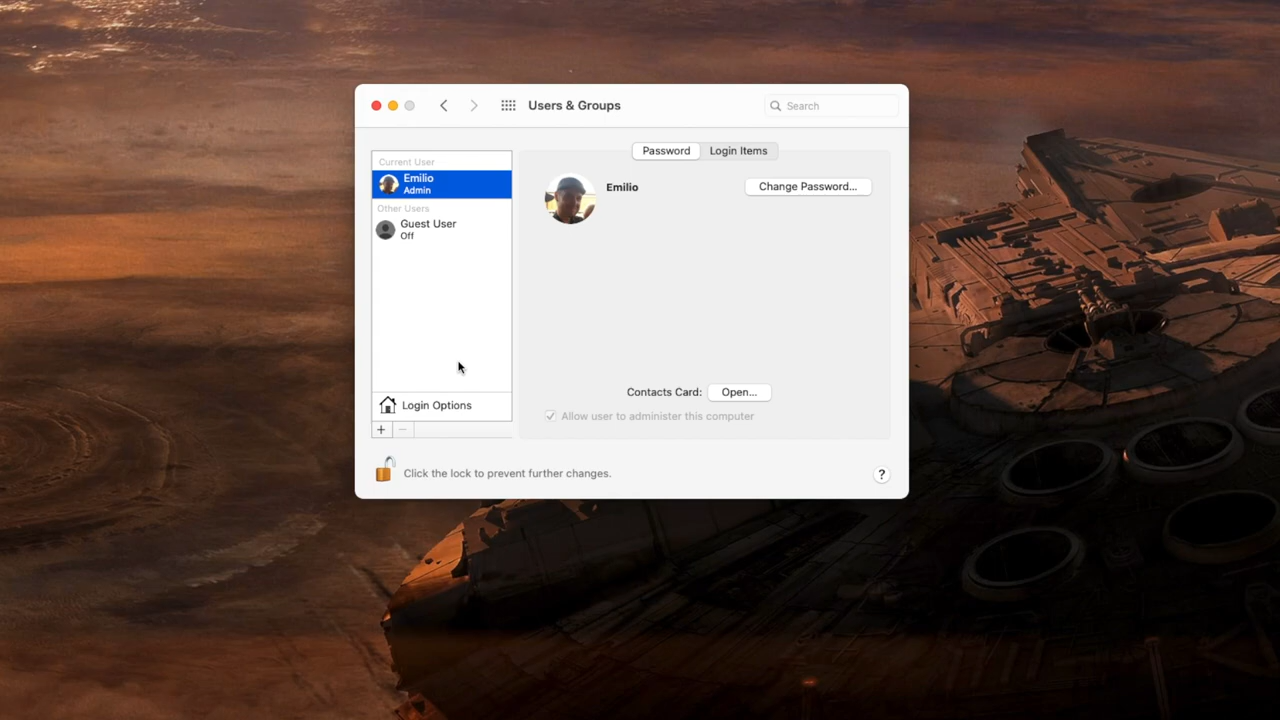 Users & Groups
Search
Password
Login Items
Current User
Emilio
Admin
Other Users
Guest User
Off
Login Options
Emilio
Change Password...
Contacts Card:
Open...
Allow user to administer this computer
Click the lock to prevent further changes.
?